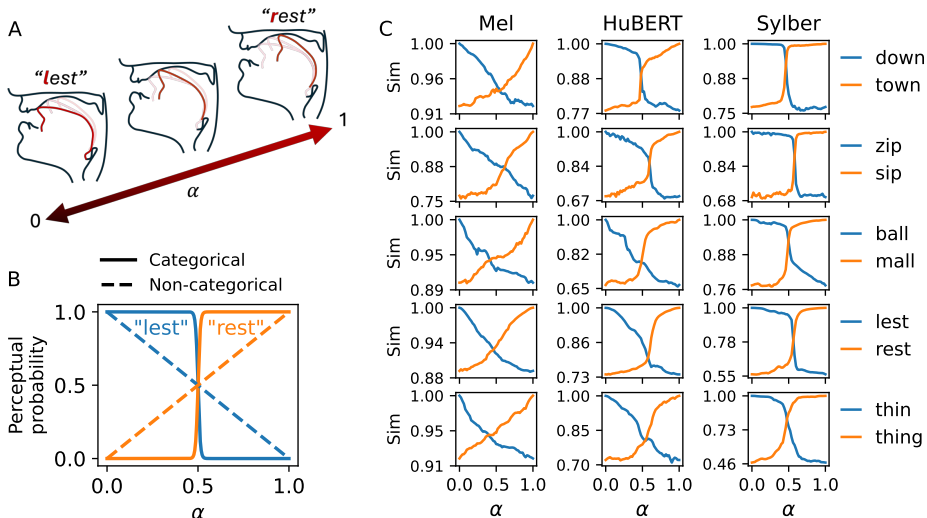 A
"lest"
"rest"
0
1
α
B
Categorical
Non-categorical
"lest"
"rest"
Perceptual
probability
1.0
0.5
0.0
0.0 0.5 1.0
α
C
Mel HuBERT Sylber
Sim
1.00 1.00 1.00
0.96 0.88 0.88
0.91 0.77 0.75
down
town
Sim
1.00 1.00 1.00
0.88 0.84 0.84
0.75 0.67 0.68
zip
sip
Sim
1.00 1.00 1.00
0.95 0.82 0.88
0.89 0.65 0.76
ball
mall
Sim
1.00 1.00 1.00
0.94 0.86 0.78
0.88 0.73 0.55
lest
rest
Sim
1.00 1.00 1.00
0.95 0.85 0.73
0.91 0.72 0.46
thin
thing
0.0 0.5 1.0 0.0 0.5 1.0 0.0 0.5 1.0
α α α